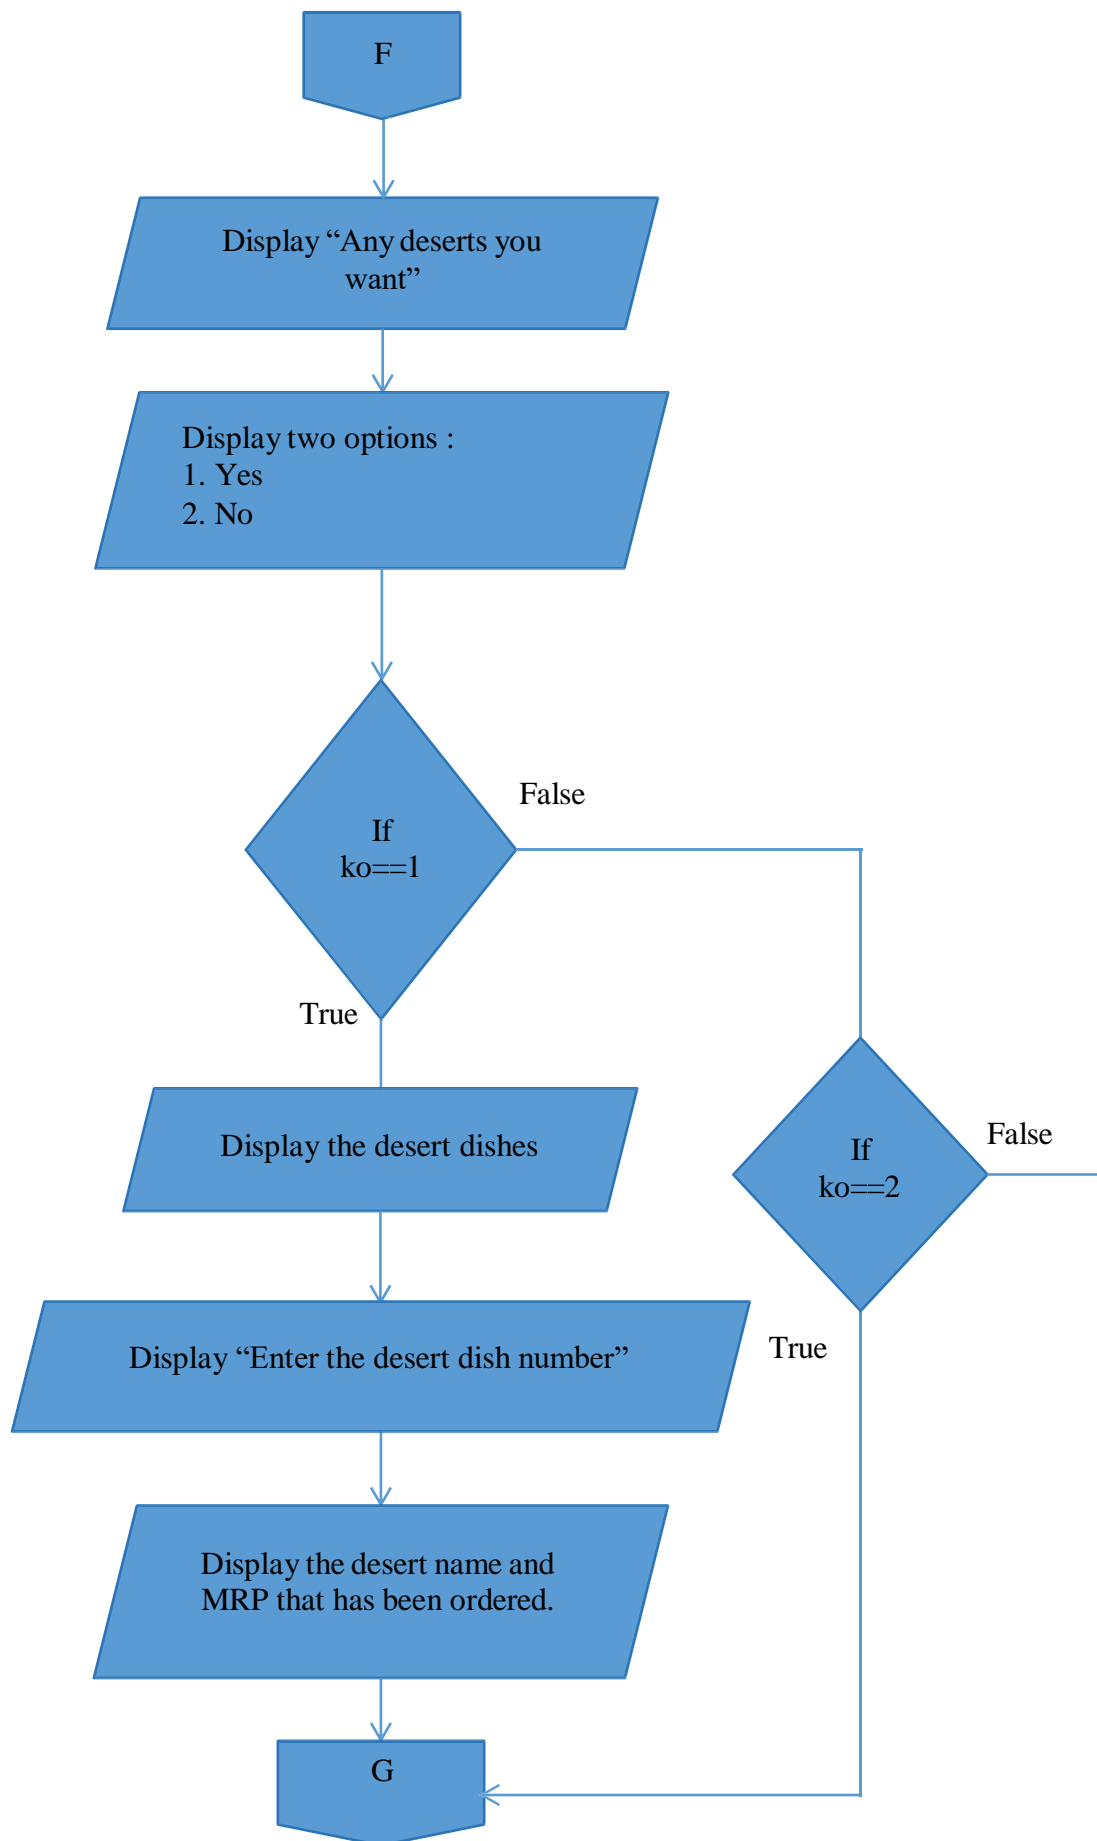 F
Display “Any deserts you
want”
Display two options :
1. Yes
2. No
False
If
ko==1
True
Display the desert dishes
False
If
ko==2
Display “Enter the desert dish number”
True
Display the desert name and
MRP that has been ordered.
G